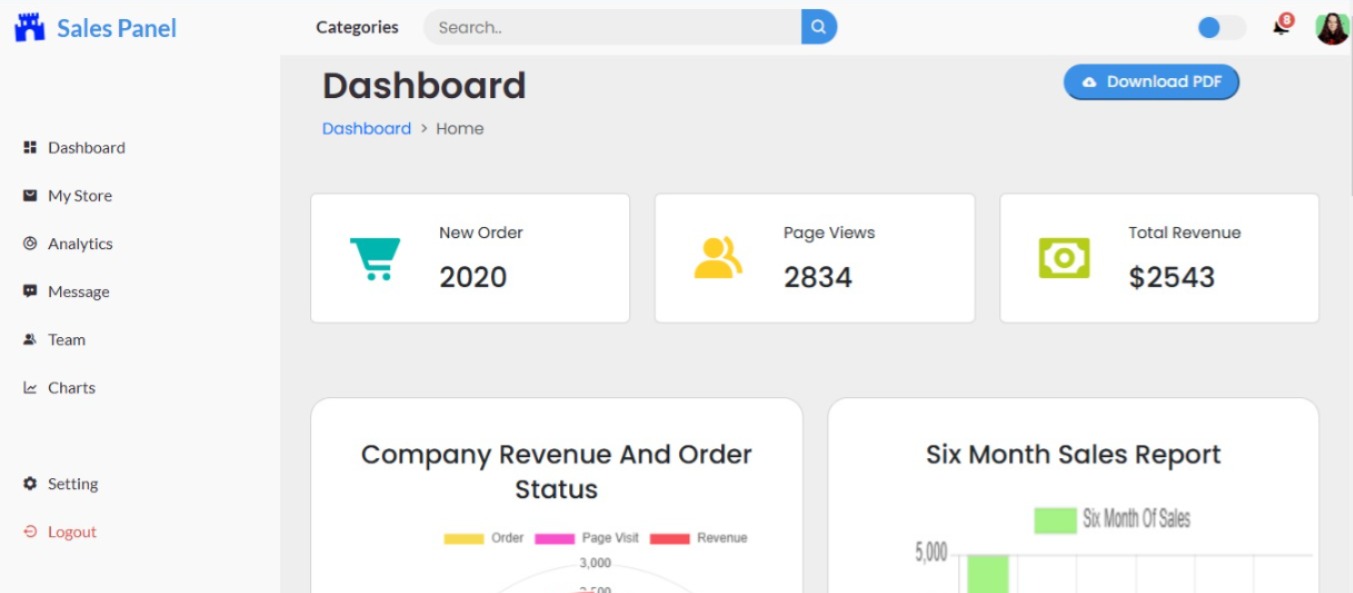 Sales Panel
Categories
Search..
8
Dashboard
My Store
Analytics
Message
Team
Charts
Setting
Logout
Dashboard
Download PDF
Dashboard > Home
New Order
2020
Page Views
2834
Total Revenue
$2543
Company Revenue And Order
Status
Order Page Visit Revenue
3,000
2,500
Six Month Sales Report
Six Month Of Sales
5,000